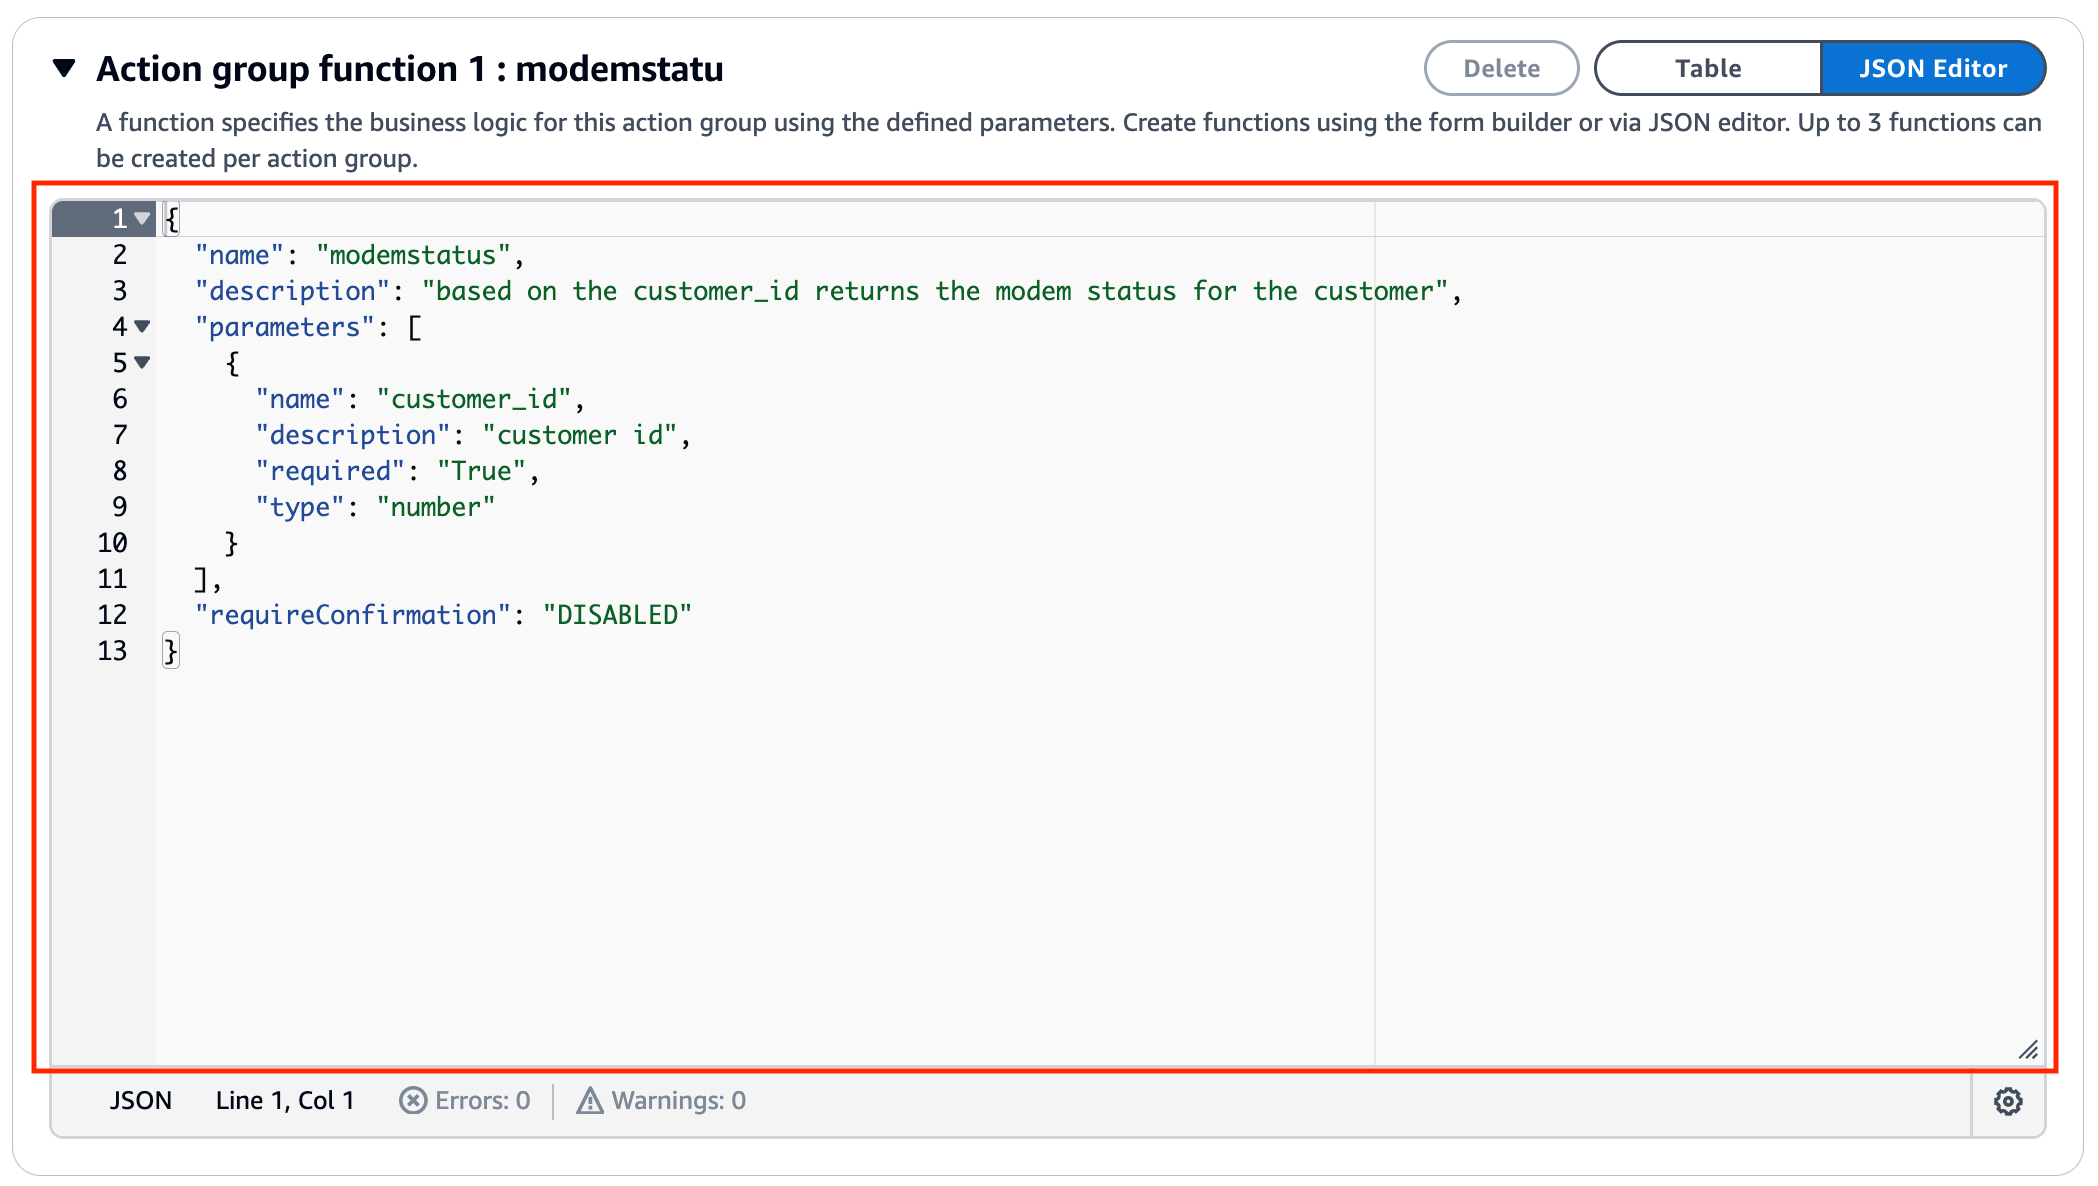 Action group function 1 : modemstatu
Delete
Table
JSON Editor
A function specifies the business logic for this action group using the defined parameters. Create functions using the form builder or via JSON editor. Up to 3 functions can
be created per action group.
1 {
2   "name": "modemstatus",
3   "description": "based on the customer_id returns the modem status for the customer",
4   "parameters": [
5     {
6       "name": "customer_id",
7       "description": "customer id",
8       "required": "True",
9       "type": "number"
10     }
11   ],
12   "requireConfirmation": "DISABLED"
13 }
JSON Line 1, Col 1 Errors: 0 Warnings: 0